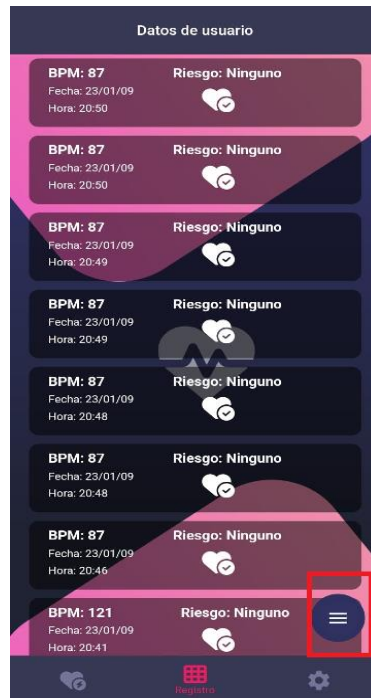 Datos de usuario
BPM: 87 Riesgo: Ninguno
Fecha: 23/01/09
Hora: 20:50
BPM: 87 Riesgo: Ninguno
Fecha: 23/01/09
Hora: 20:50
BPM: 87 Riesgo: Ninguno
Fecha: 23/01/09
Hora: 20:49
BPM: 87 Riesgo: Ninguno
Fecha: 23/01/09
Hora: 20:49
BPM: 87 Riesgo: Ninguno
Fecha: 23/01/09
Hora: 20:48
BPM: 87 Riesgo: Ninguno
Fecha: 23/01/09
Hora: 20:48
BPM: 87 Riesgo: Ninguno
Fecha: 23/01/09
Hora: 20:46
BPM: 121 Riesgo: Ninguno
Fecha: 23/01/09
Hora: 20:41
Registro